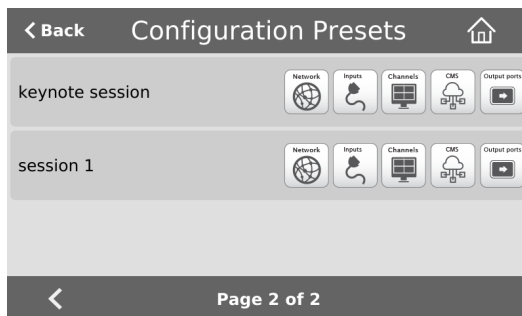 Back
Configuration Presets
keynote session
Network
Inputs
Channels
CMS
Output ports
session 1
Network
Inputs
Channels
CMS
Output ports
Page 2 of 2